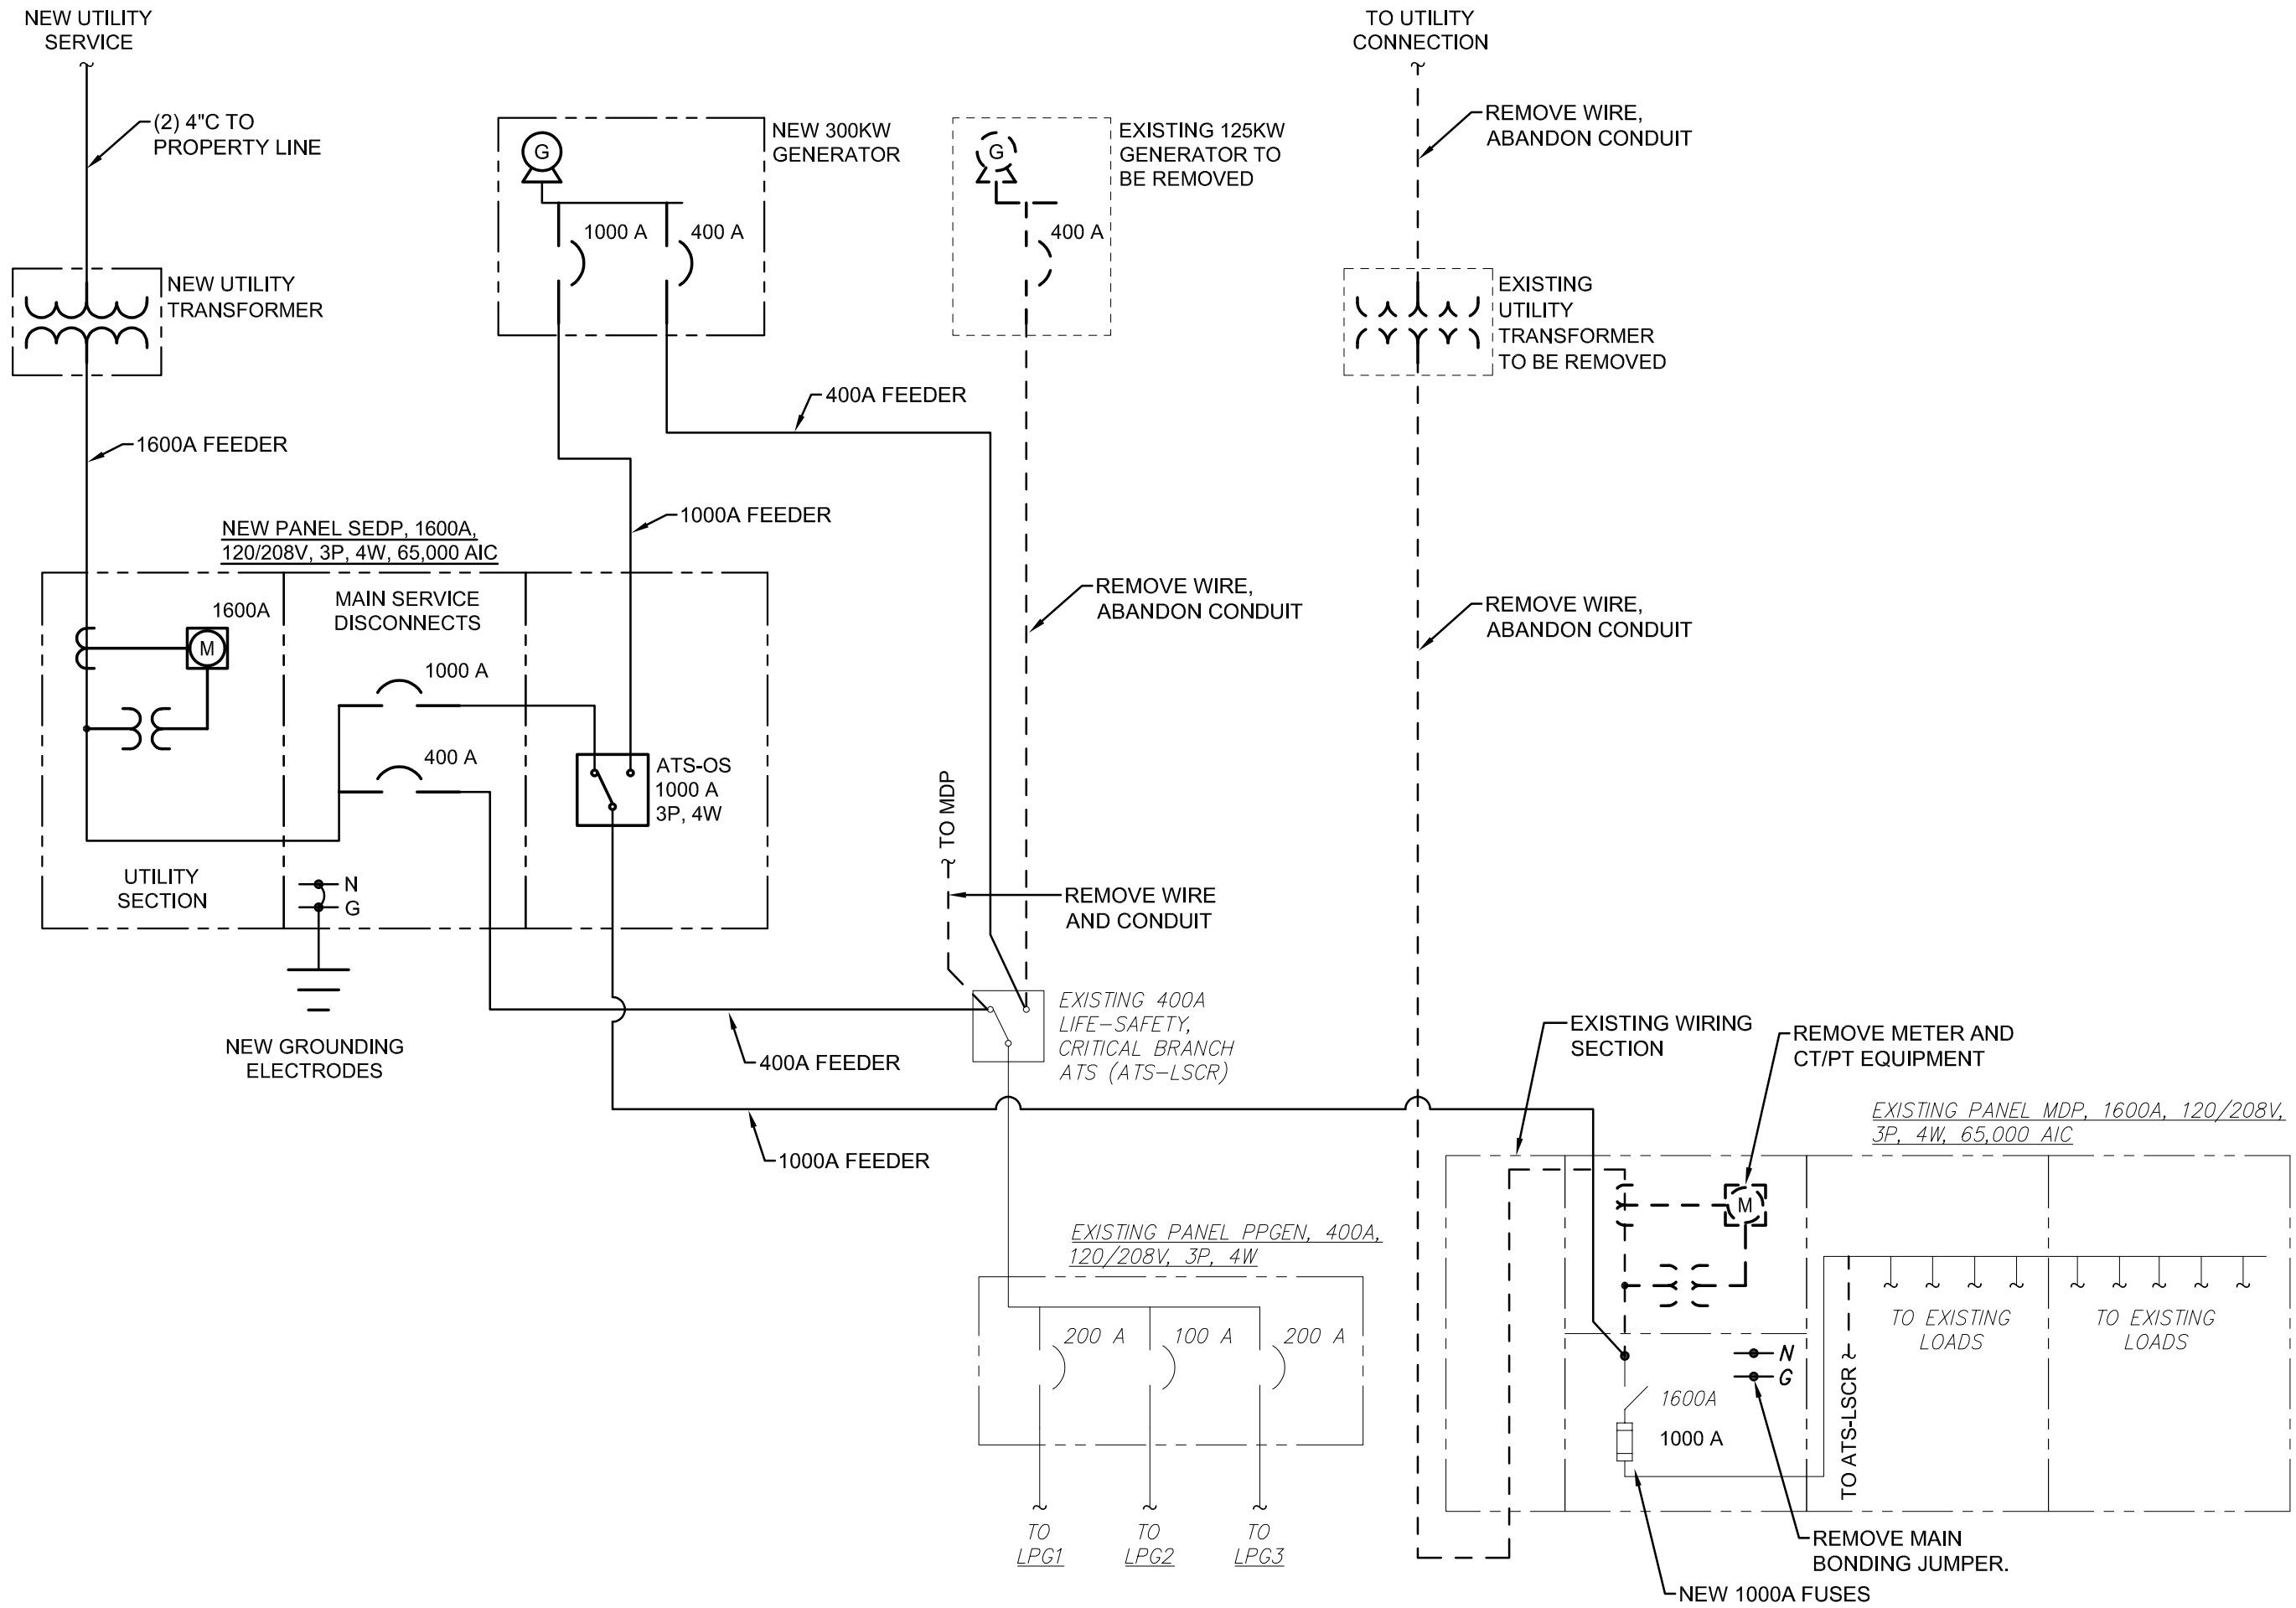 NEW UTILITY
SERVICE
TO UTILITY
CONNECTION
(2) 4"C TO
PROPERTY LINE
G
NEW 300KW
GENERATOR
1000 A
400 A
G
EXISTING 125KW
GENERATOR TO
BE REMOVED
400 A
REMOVE WIRE,
ABANDON CONDUIT
NEW UTILITY
TRANSFORMER
EXISTING
UTILITY
TRANSFORMER
TO BE REMOVED
400A FEEDER
1600A FEEDER
1000A FEEDER
NEW PANEL SEDP, 1600A,
120/208V, 3P, 4W, 65,000 AIC
1600A
M
MAIN SERVICE
DISCONNECTS
1000 A
400 A
ATS-OS
1000 A
3P, 4W
UTILITY
SECTION
N
G
NEW GROUNDING
ELECTRODES
REMOVE WIRE,
ABANDON CONDUIT
REMOVE WIRE,
ABANDON CONDUIT
TO MDP
REMOVE WIRE
AND CONDUIT
EXISTING 400A
LIFE-SAFETY,
CRITICAL BRANCH
ATS (ATS-LSCR)
400A FEEDER
1000A FEEDER
EXISTING WIRING
SECTION
REMOVE METER AND
CT/PT EQUIPMENT
EXISTING PANEL MDP, 1600A, 120/208V,
3P, 4W, 65,000 AIC
M
EXISTING PANEL PPGEN, 400A,
120/208V, 3P, 4W
200 A
100 A
200 A
TO
LPG1
TO
LPG2
TO
LPG3
TO EXISTING
LOADS
TO EXISTING
LOADS
N
G
1600A
1000 A
TO ATS-LSCR
REMOVE MAIN
BONDING JUMPER.
NEW 1000A FUSES